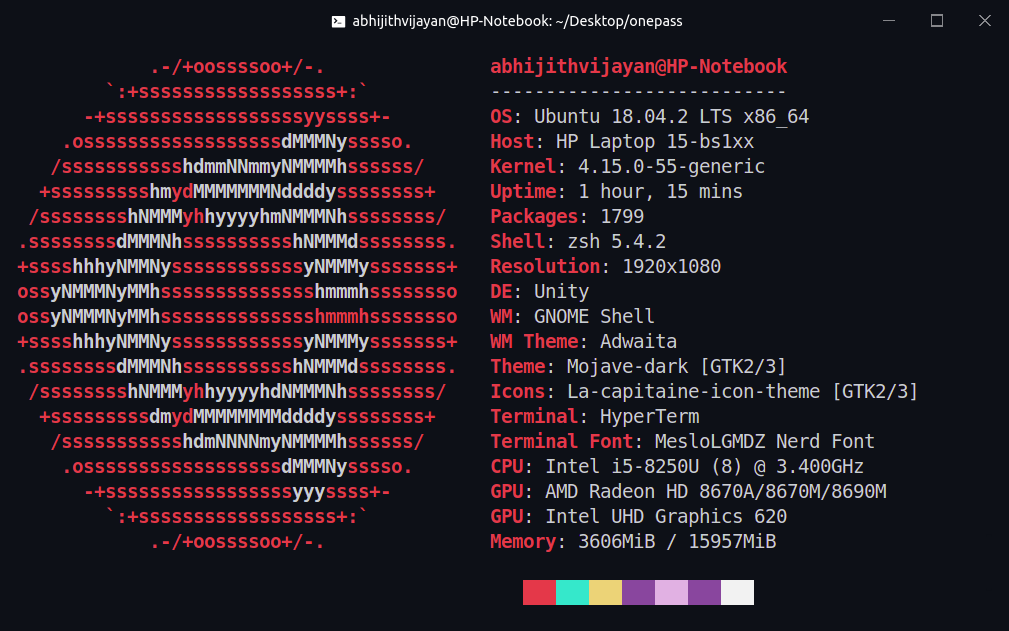 abhijithvijayan@HP-Notebook: ~/Desktop/onepass
.-/+oossssoo+/-.
`:+ssssssssssssssssss+:`
-+ssssssssssssssssssyyssss+-
.ossssssssssssssssssdMMMNysssso.
/ssssssssssshdmmNNmmyNMMMMhssssss/
+ssssssssshmydMMMMMMMNddddyssssssss+
/sssssssshNMMMyhhyyyyhmNMMMNhssssssss/
.ssssssssdMMMNhsssssssssshNMMMdssssssss.
+sssshhhyNMMNyssssssssssssyNMMMysssssss+
ossyNMMMNyMMhsssssssssssssshmmmhssssssso
ossyNMMMNyMMhsssssssssssssshmmmhssssssso
+sssshhhyNMMNyssssssssssssyNMMMysssssss+
.ssssssssdMMMNhsssssssssshNMMMdssssssss.
/sssssssshNMMMyhhyyyyhdNMMMNhssssssss/
+sssssssssdmydMMMMMMMMddddyssssssss+
/ssssssssssshdmNNNNmyNMMMMhssssss/
.ossssssssssssssssssdMMMNysssso.
-+sssssssssssssssssyyyssss+-
`:+ssssssssssssssssss+:`
.-/+oossssoo+/-.
abhijithvijayan@HP-Notebook
---------------------------
OS: Ubuntu 18.04.2 LTS x86_64
Host: HP Laptop 15-bs1xx
Kernel: 4.15.0-55-generic
Uptime: 1 hour, 15 mins
Packages: 1799
Shell: zsh 5.4.2
Resolution: 1920x1080
DE: Unity
WM: GNOME Shell
WM Theme: Adwaita
Theme: Mojave-dark [GTK2/3]
Icons: La-capitaine-icon-theme [GTK2/3]
Terminal: HyperTerm
Terminal Font: MesloLGMDZ Nerd Font
CPU: Intel i5-8250U (8) @ 3.400GHz
GPU: AMD Radeon HD 8670A/8670M/8690M
GPU: Intel UHD Graphics 620
Memory: 3606MiB / 15957MiB